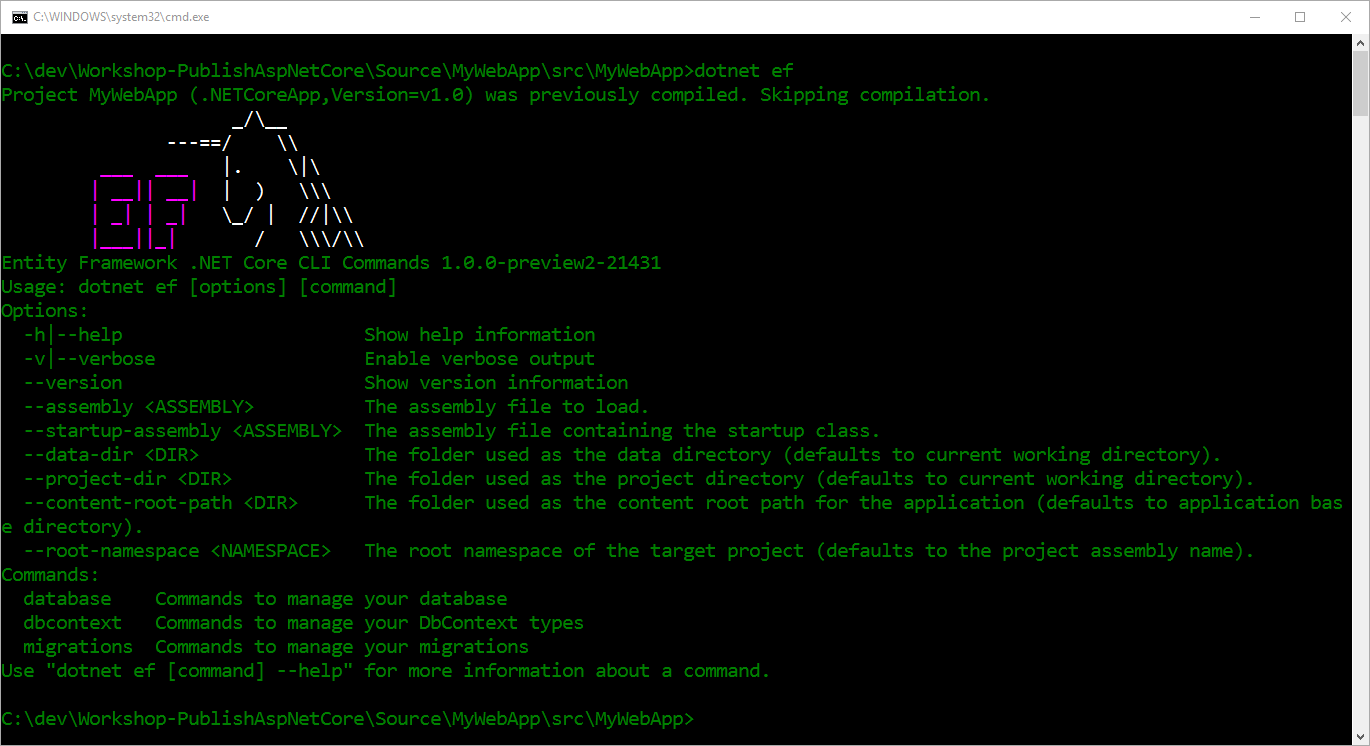 C:\WINDOWS\system32\cmd.exe
C:\dev\Workshop-PublishAspNetCore\Source\MyWebApp\src\MyWebApp>dotnet ef
Project MyWebApp (.NETCoreApp,Version=v1.0) was previously compiled. Skipping compilation.
                     _/\__
               ---==/    \\
         ___  ___   |.    \|\
        | __|| __|  |  )   \\\
        | _| | _|   \_/ |  //|\\
        |___||_|       /   \\\/\\
Entity Framework .NET Core CLI Commands 1.0.0-preview2-21431
Usage: dotnet ef [options] [command]
Options:
  -h|--help                      Show help information
  -v|--verbose                   Enable verbose output
  --version                      Show version information
  --assembly <ASSEMBLY>          The assembly file to load.
  --startup-assembly <ASSEMBLY>  The assembly file containing the startup class.
  --data-dir <DIR>               The folder used as the data directory (defaults to current working directory).
  --project-dir <DIR>            The folder used as the project directory (defaults to current working directory).
  --content-root-path <DIR>      The folder used as the content root path for the application (defaults to application bas
e directory).
  --root-namespace <NAMESPACE>   The root namespace of the target project (defaults to the project assembly name).
Commands:
  database    Commands to manage your database
  dbcontext   Commands to manage your DbContext types
  migrations  Commands to manage your migrations
Use "dotnet ef [command] --help" for more information about a command.
C:\dev\Workshop-PublishAspNetCore\Source\MyWebApp\src\MyWebApp>